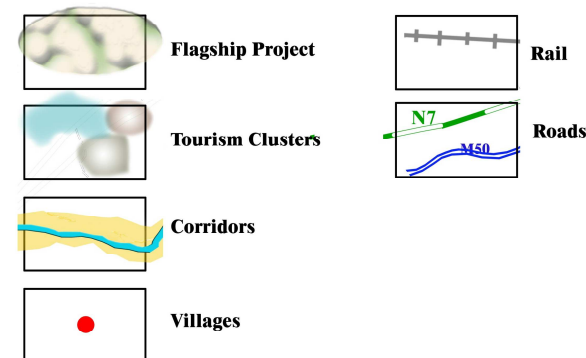 Flagship Project
Rail
Tourism Clusters
N7
M50
Roads
Corridors
Villages